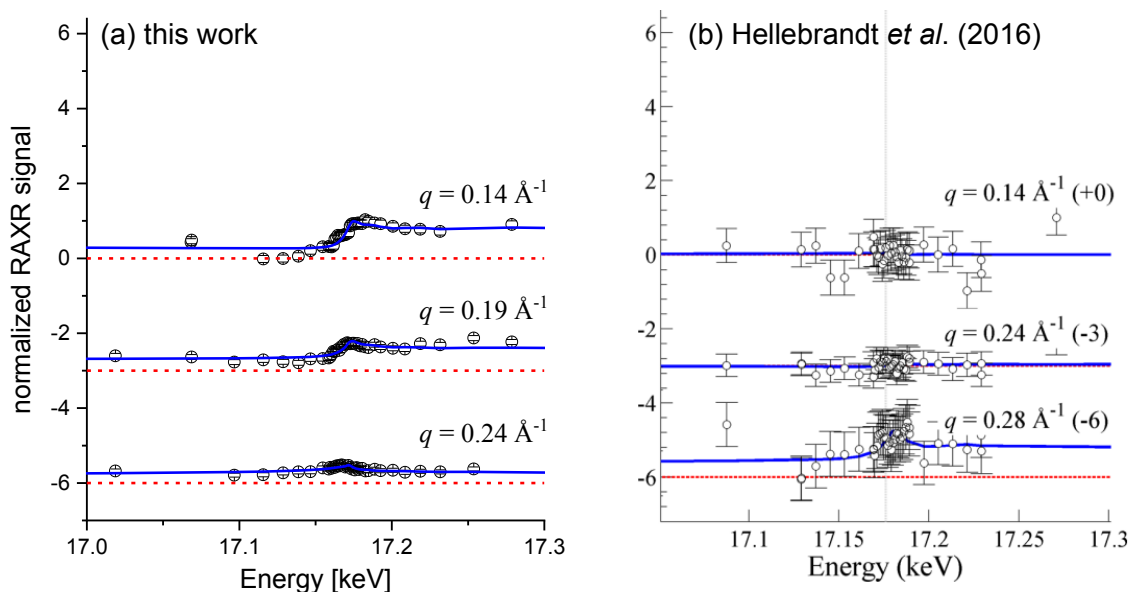 (a) this work
normalized RAXR signal
6
4
2
0
-2
-4
-6
q = 0.14 Å-1
q = 0.19 Å-1
q = 0.24 Å-1
17.0 17.1 17.2 17.3
Energy [keV]
(b) Hellebrandt et al. (2016)
6
4
2
0
-2
-4
-6
q = 0.14 Å-1 (+0)
q = 0.24 Å-1 (-3)
q = 0.28 Å-1 (-6)
17.1 17.15 17.2 17.25 17.3
Energy (keV)